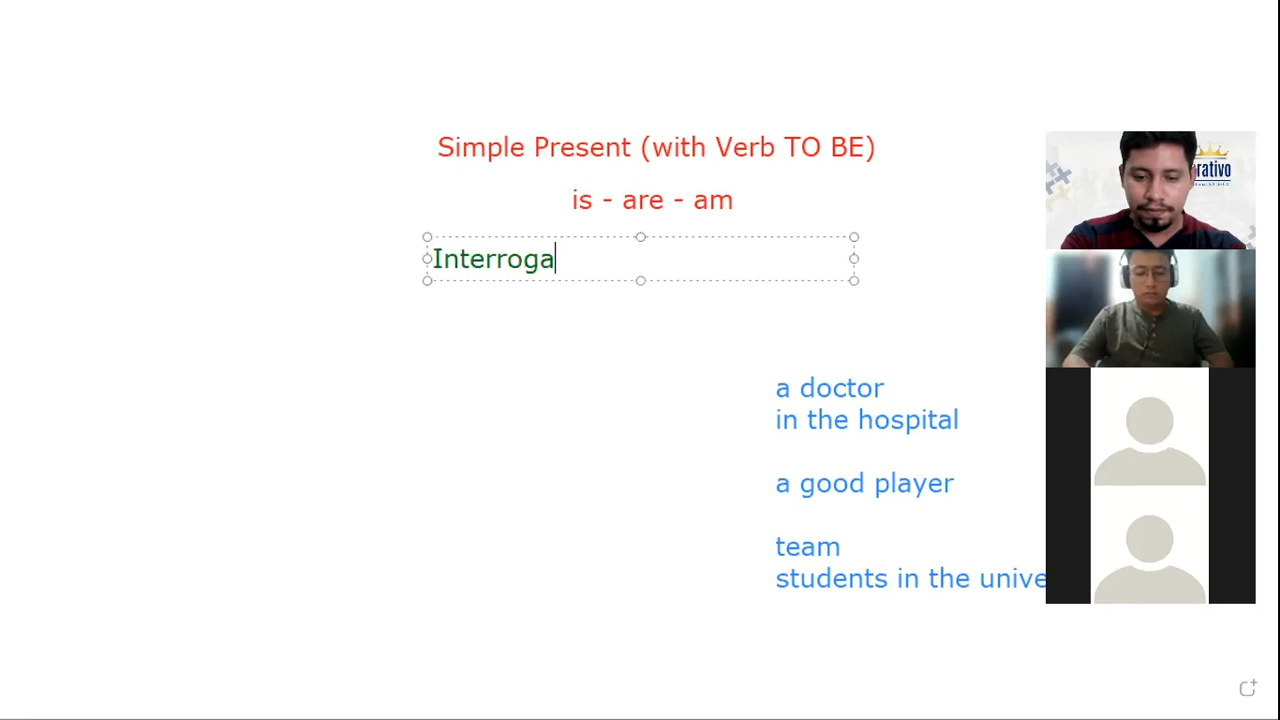 Simple Present (with Verb TO BE)
is - are - am
Interroga
a doctor
in the hospital
a good player
team
students in the unive
rativo